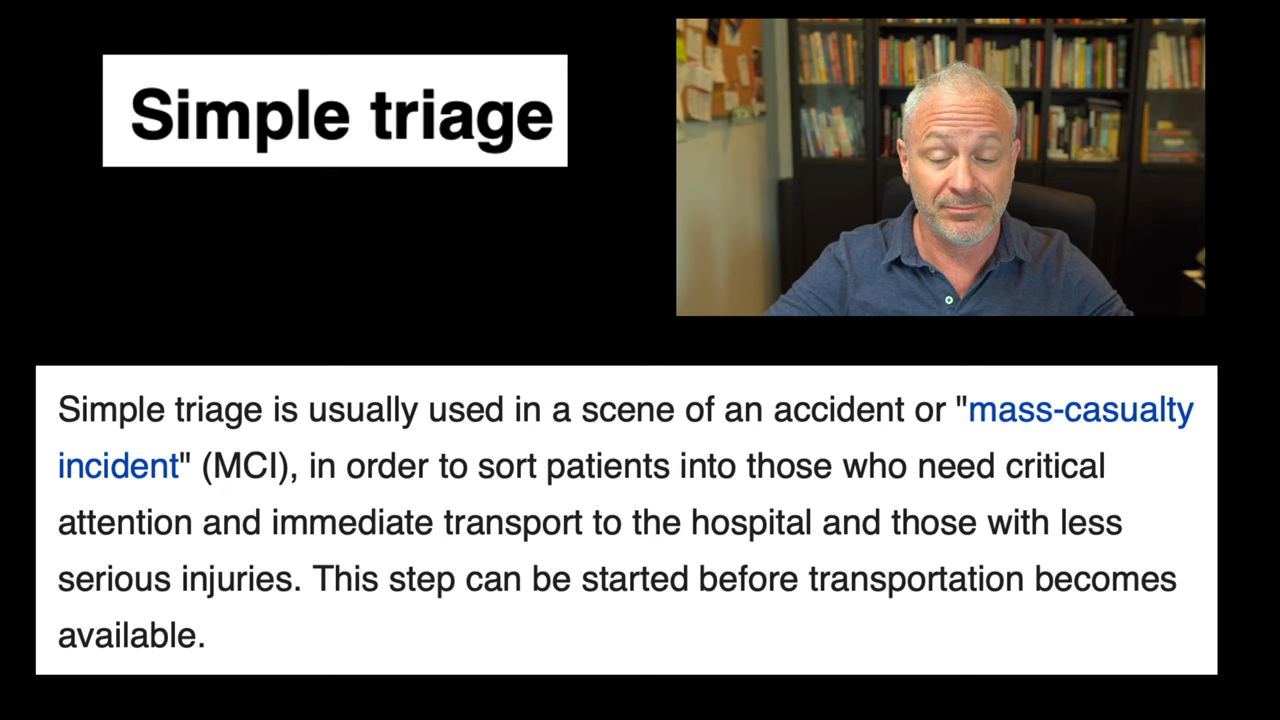 Simple triage
Simple triage is usually used in a scene of an accident or "mass-casualty
incident" (MCI), in order to sort patients into those who need critical
attention and immediate transport to the hospital and those with less
serious injuries. This step can be started before transportation becomes
available.